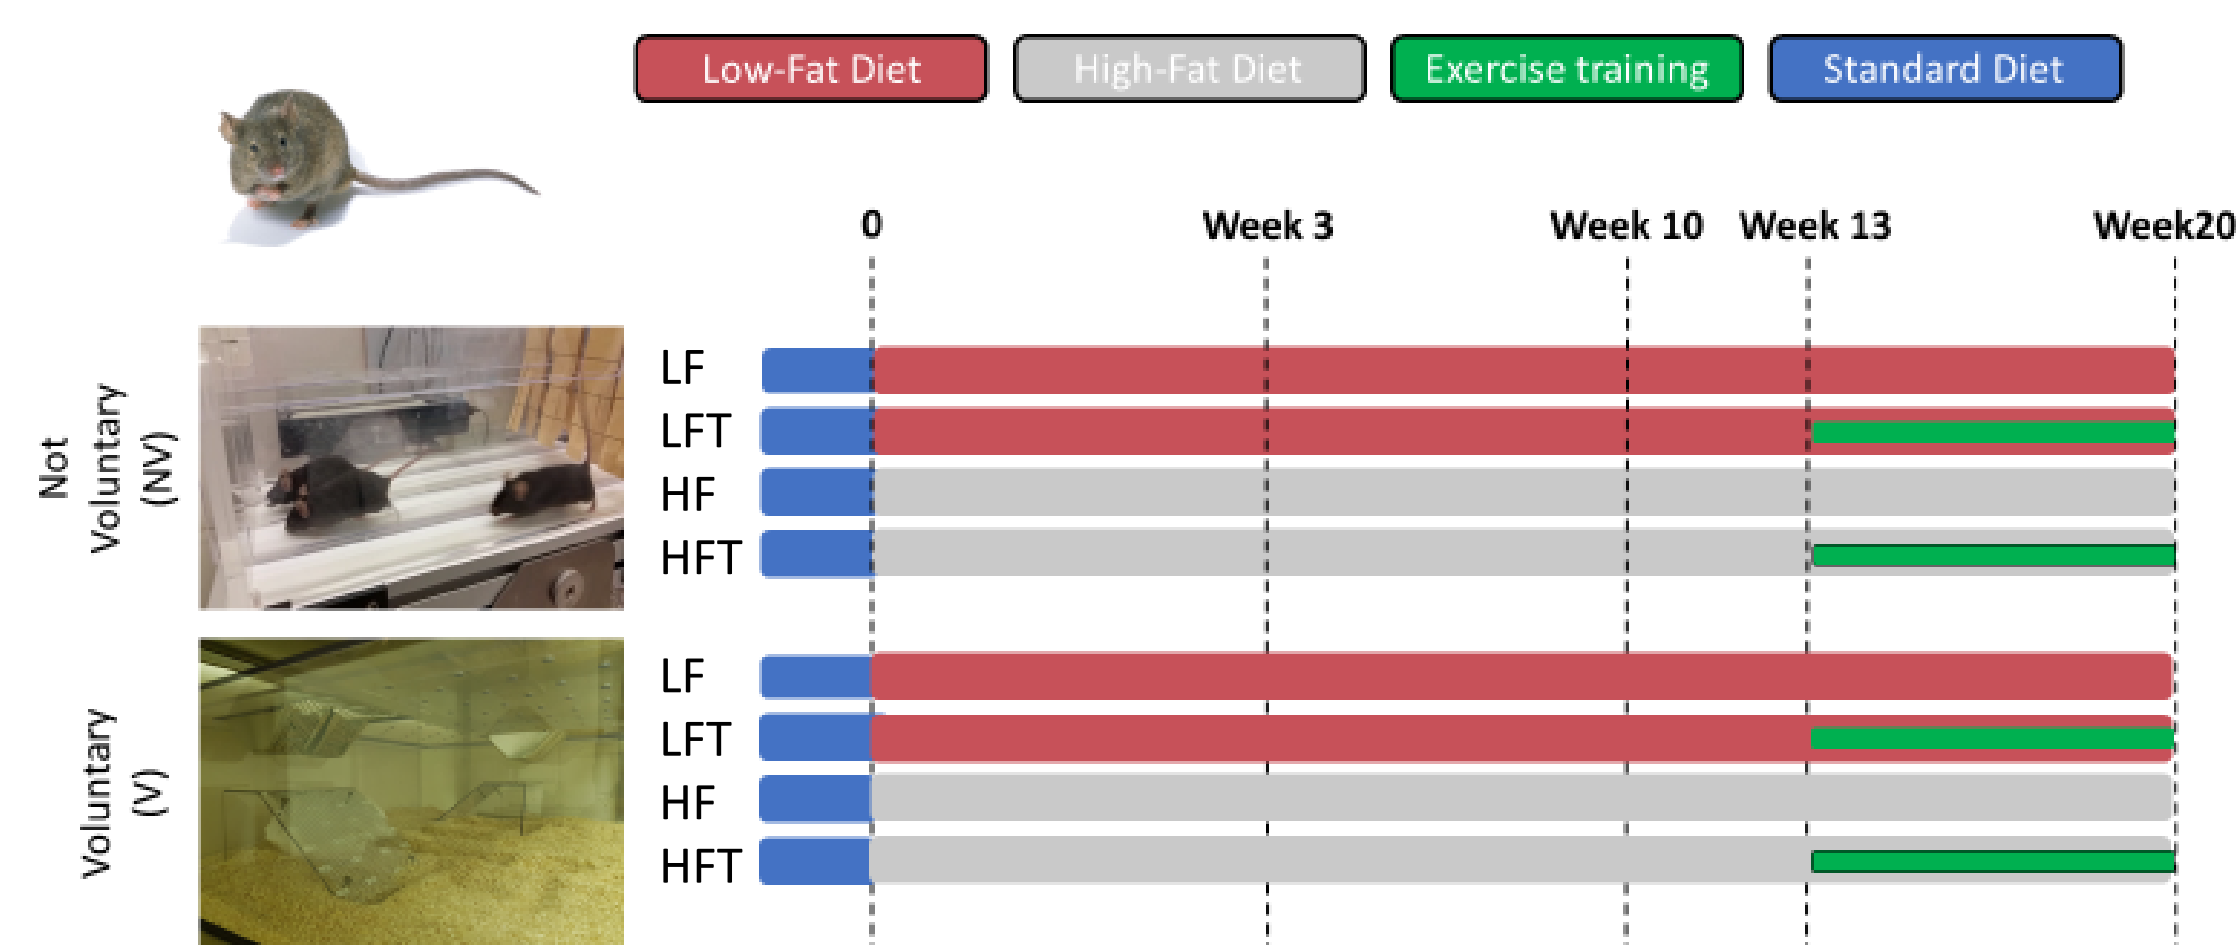 Low-Fat Diet
High-Fat Diet
Exercise training
Standard Diet
0
Week 3
Week 10
Week 13
Week20
Not
Voluntary
(NV)
LF
LFT
HF
HFT
Voluntary
(V)
LF
LFT
HF
HFT